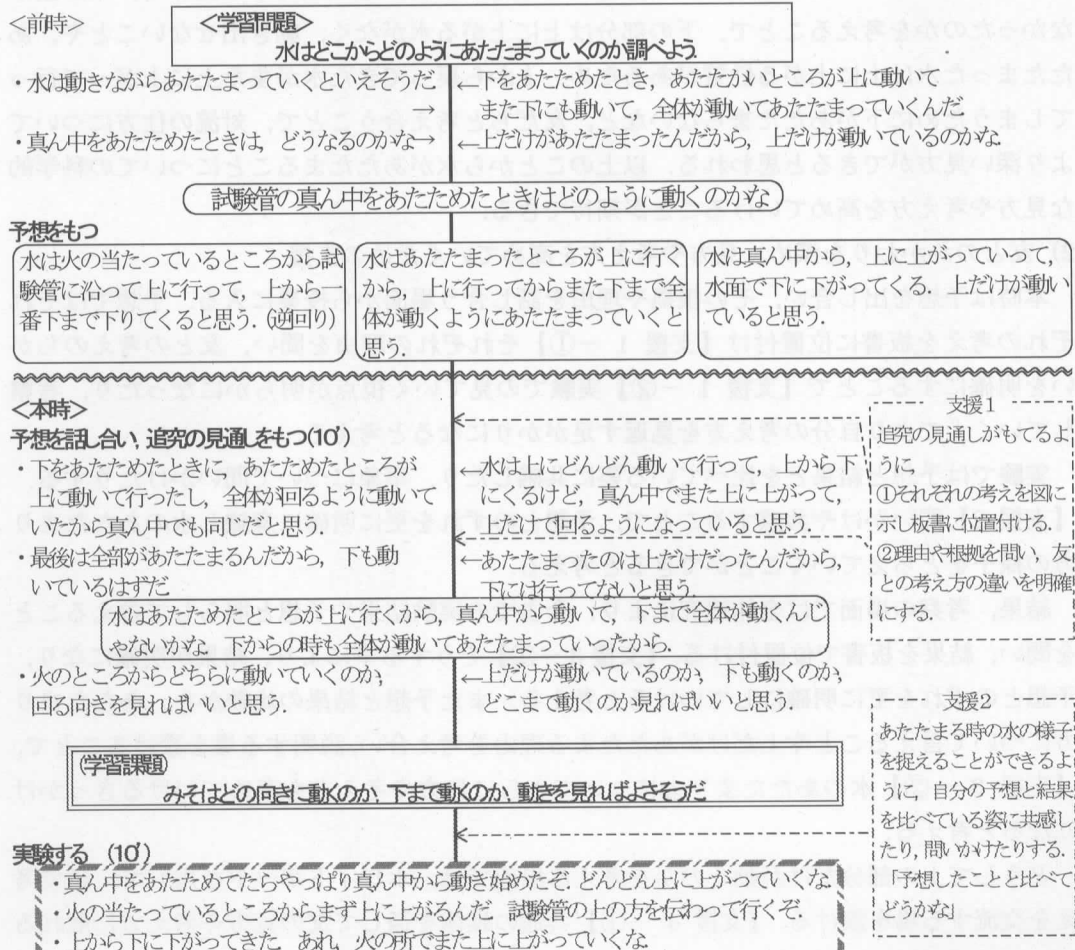 <前時>
<学習問題>
水はどこからどのようにあたたまっていくのか調べよう
・水は動きながらあたたまっていくといえそうだ. ←下をあたためたとき，あたたかいところが上に動いて
→ また下にも動いて，全体が動いてあたたまっていくんだ.
・真ん中をあたためたときは，どうなるのかな→ ←上だけがあたたまったんだから，上だけが動いているのかな.
試験管の真ん中をあたためたときはどのように動くのかな
予想をもつ
水は火の当たっているところから試
験管に沿って上に行って，上から一
番下まで下りてくると思う.(逆回り)
水はあたたまったところが上に行く
から，上に行ってからまた下まで全
体が動くようにあたたまっていくと
思う.
水は真ん中から，上に上がっていって，
水面で下に下がってくる. 上だけが動い
ていると思う.
<本時>
予想を話し合い, 追究の見通しをもつ(10')
・下をあたためたときに，あたためたところが
上に動いて行ったし，全体が回るように動いて
いたから真ん中でも同じだと思う.
・最後は全部があたたまるんだから，下も動
いているはずだ.
←水は上にどんどん動いて行って，上から下
にくるけど，真ん中でまた上に上がって，
上だけで回るようになっていると思う.
←あたたまったのは上だけだったんだから，
下には行ってないと思う.
水はあたためたところが上に行くから，真ん中から動いて，下まで全体が動くんじ
ゃないかな. 下からの時も全体が動いてあたたまっていったから.
・火のところからどちらに動いていくのか，
回る向きを見ればいいと思う.
←上だけが動いているのか，下も動くのか，
どこまで動くのか見ればいいと思う.
(学習課題)
みそはどの向きに動くのか, 下まで動くのか, 動きを見ればよさそうだ
実験する (10')
・真ん中をあたためてたらやっぱり真ん中から動き始めたぞ. どんどん上に上がっていくな.
・火の当たっているところからまず上に上がるんだ. 試験管の上の方を伝わって行くぞ.
・上から下に下がってきた. あれ，火の所でまた上に上がっていくな.
支援1
追究の見通しがもてるよ
うに
①それぞれの考えを図に
示し板書に位置付ける.
②理由や根拠を問い，友
との考え方の違いを明確
にする.
支援2
あたたまる時の水の様子
を捉えることができるよ
うに，自分の予想と結果
を比べている姿に共感し
たり, 問いかけたりする.
「予想したことと比べて
どうかな」